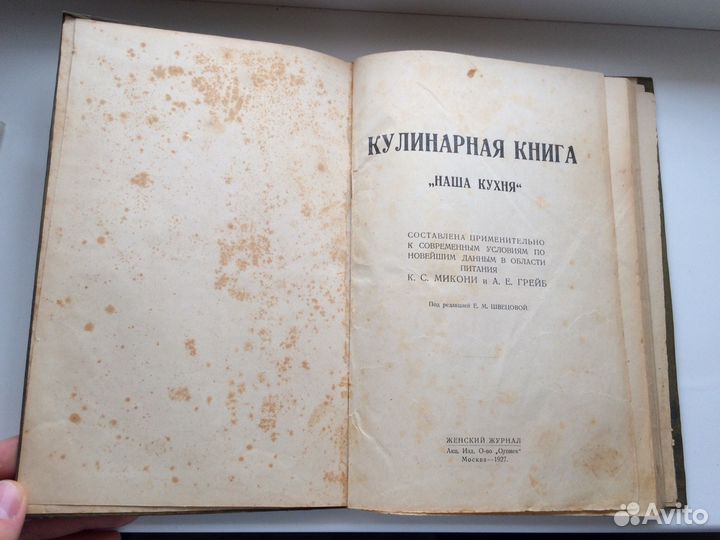 КУЛИНАРНАЯ КНИГА
„НАША КУХНЯ“
СОСТАВЛЕНА ПРИМЕНИТЕЛЬНО
К СОВРЕМЕННЫМ УСЛОВИЯМ ПО
НОВЕЙШИМ ДАННЫМ В ОБЛАСТИ
ПИТАНИЯ
К. С. МИКОНИ и А. Е. ГРЕЙБ
Под редакцией Е. М. ШВЕЦОВОЙ.
ЖЕНСКИЙ ЖУРНАЛ
Акц. Изд. О-во „Огонек“
Москва—1927.
Avito